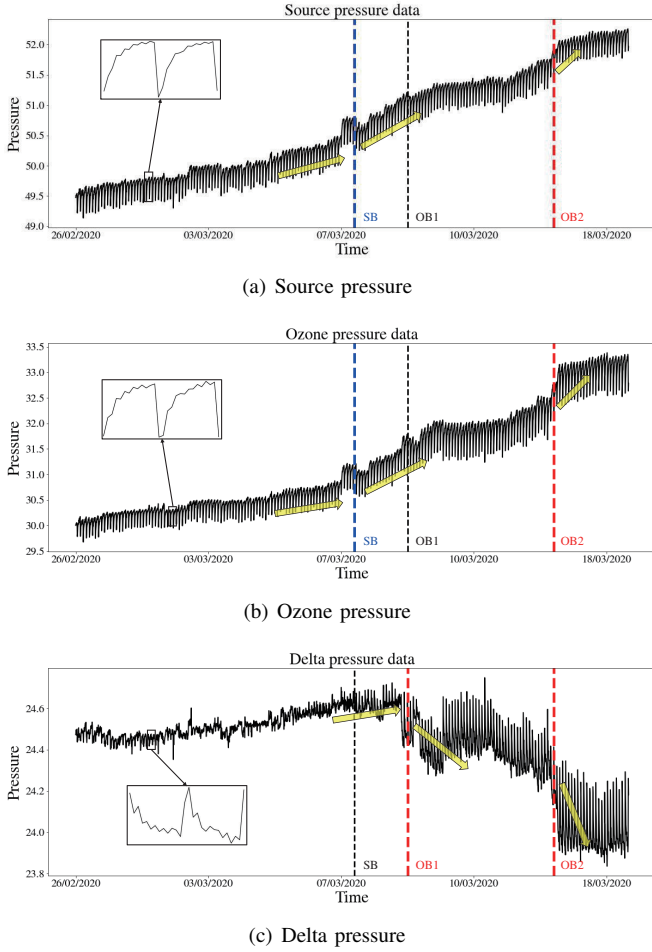 Source pressure data
52.0
51.5
51.0
50.5
50.0
49.5
49.0
Pressure
SB
OB1
OB2
26/02/2020 03/03/2020 07/03/2020 10/03/2020 18/03/2020
Time
(a) Source pressure
Ozone pressure data
33.5
33.0
32.5
32.0
31.5
31.0
30.5
30.0
29.5
Pressure
SB
OB1
OB2
26/02/2020 03/03/2020 07/03/2020 10/03/2020 18/03/2020
Time
(b) Ozone pressure
Delta pressure data
24.6
24.4
24.2
24.0
23.8
Pressure
SB
OB1
OB2
26/02/2020 03/03/2020 07/03/2020 10/03/2020 18/03/2020
Time
(c) Delta pressure